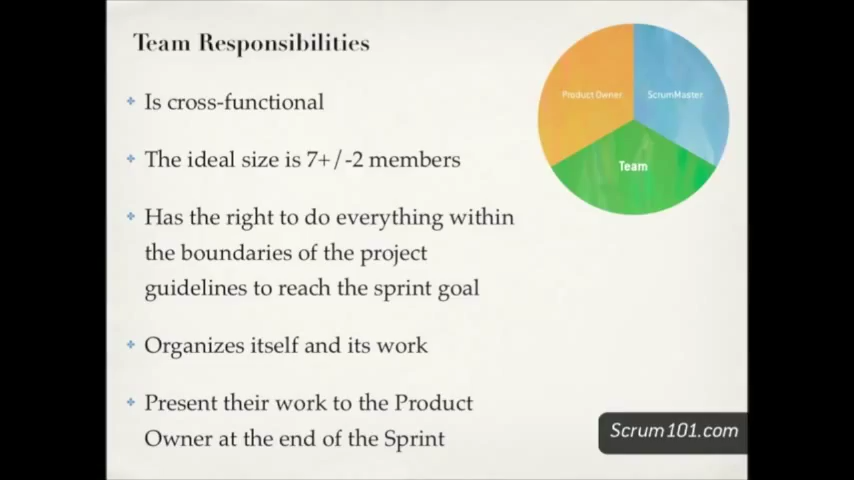 Team Responsibilities
Is cross-functional
The ideal size is 7+/-2 members
Has the right to do everything within
the boundaries of the project
guidelines to reach the sprint goal
Organizes itself and its work
Present their work to the Product
Owner at the end of the Sprint
Product Owner
ScrumMaster
Team
Scrum101.com